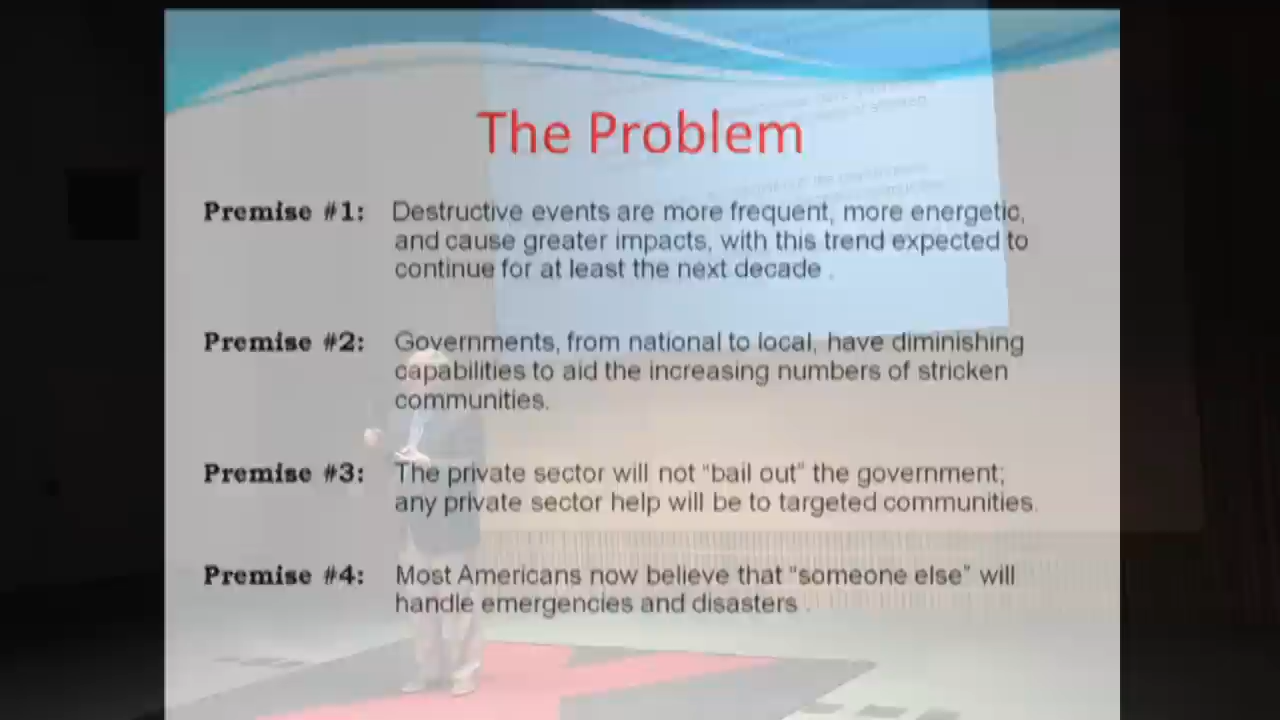 The Problem
Premise #1: Destructive events are more frequent, more energetic,
and cause greater impacts, with this trend expected to
continue for at least the next decade .
Premise #2: Governments, from national to local, have diminishing
capabilities to aid the increasing numbers of stricken
communities.
Premise #3: The private sector will not "bail out" the government;
any private sector help will be to targeted communities.
Premise #4: Most Americans now believe that "someone else" will
handle emergencies and disasters .